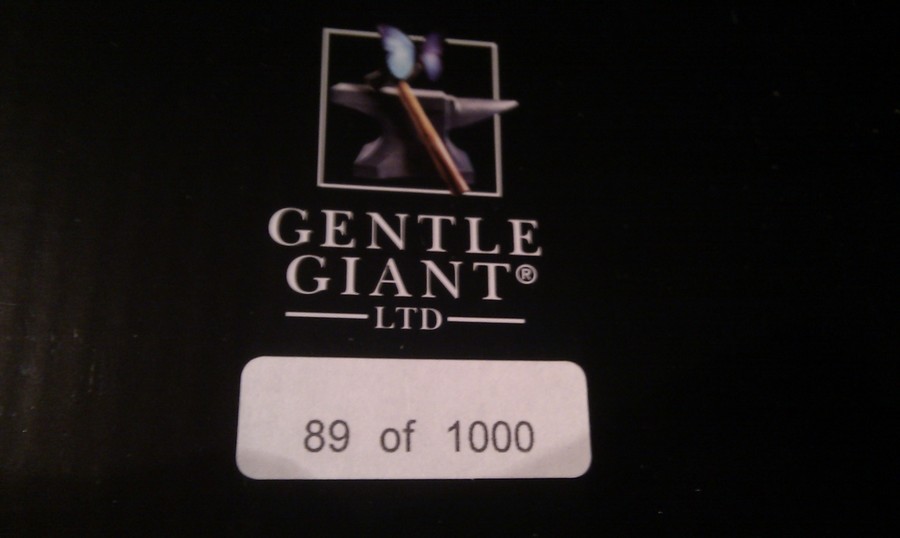 GENTLE
GIANT®
LTD
89 of 1000